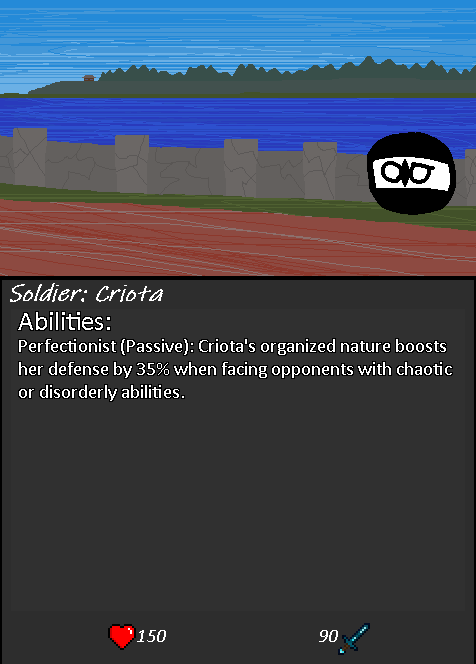 Soldier: Criota
Abilities:
Perfectionist (Passive): Criota's organized nature boosts
her defense by 35% when facing opponents with chaotic
or disorderly abilities.
150
90